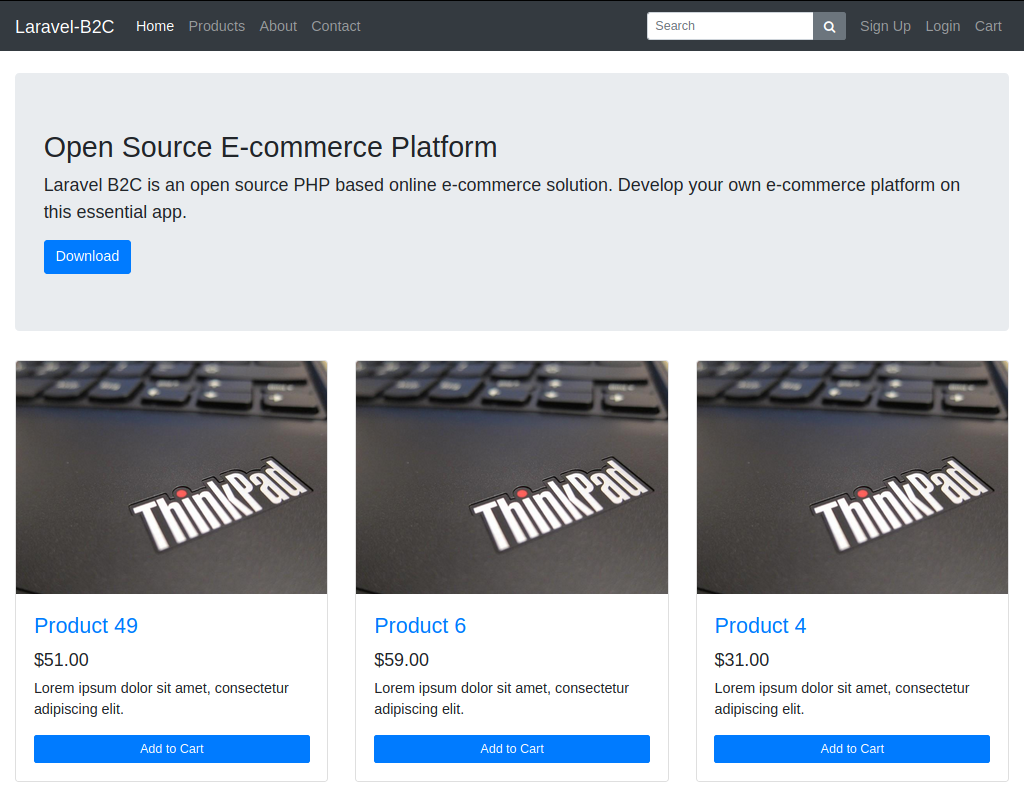 Laravel-B2C Home Products About Contact Search Sign Up Login Cart
Open Source E-commerce Platform
Laravel B2C is an open source PHP based online e-commerce solution. Develop your own e-commerce platform on
this essential app.
Download
ThinkPad ThinkPad ThinkPad
Product 49
$51.00
Lorem ipsum dolor sit amet, consectetur
adipiscing elit.
Add to Cart
Product 6
$59.00
Lorem ipsum dolor sit amet, consectetur
adipiscing elit.
Add to Cart
Product 4
$31.00
Lorem ipsum dolor sit amet, consectetur
adipiscing elit.
Add to Cart